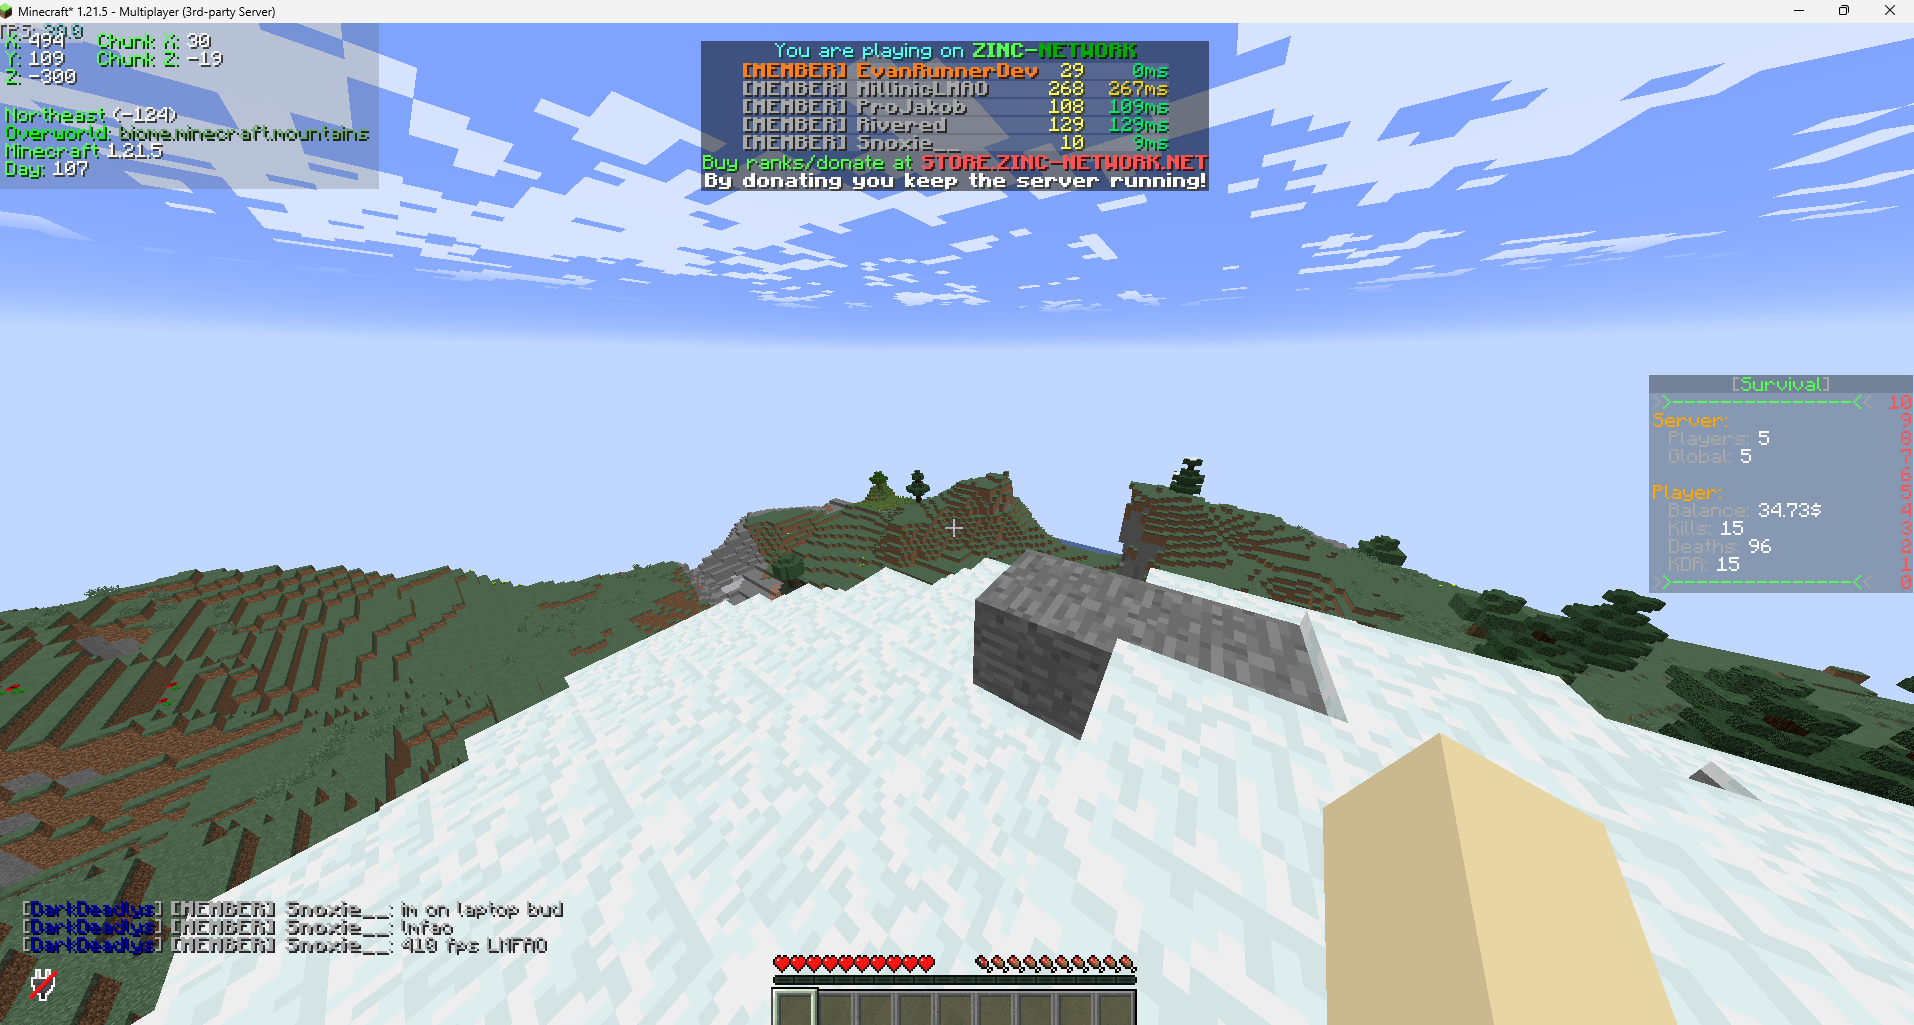 Minecraft* 1.21.5 - Multiplayer (3rd-party Server)
X: 494 Chunk X: 30
Y: 109 Chunk Z: -19
Z: -300
Northeast (-124)
Overworld: biome.minecraft.mountains
Minecraft 1.21.5
Day: 107
You are playing on ZINC-NETWORK
[MEMBER] EvanRunnerDev 29 0ms
[MEMBER] MillinicLMAO 268 267ms
[MEMBER] ProJakob 108 109ms
[MEMBER] Rivered 129 129ms
[MEMBER] Snoxie__ 10 9ms
Buy ranks/donate at STORE.ZINC-NETWORK.NET
By donating you keep the server running!
[Survival]
>>----------------<< 10
Server: 9
Players: 5 8
Global: 5 7
6
Player: 5
Balance: 34.73$ 4
Kills: 15 3
Deaths: 96 2
KDR: 15 1
>>----------------<< 0
[DarkDeadlys] [MEMBER] Snoxie__: im on laptop bud
[DarkDeadlys] [MEMBER] Snoxie__: lmfao
[DarkDeadlys] [MEMBER] Snoxie__: 410 fps LMFAO